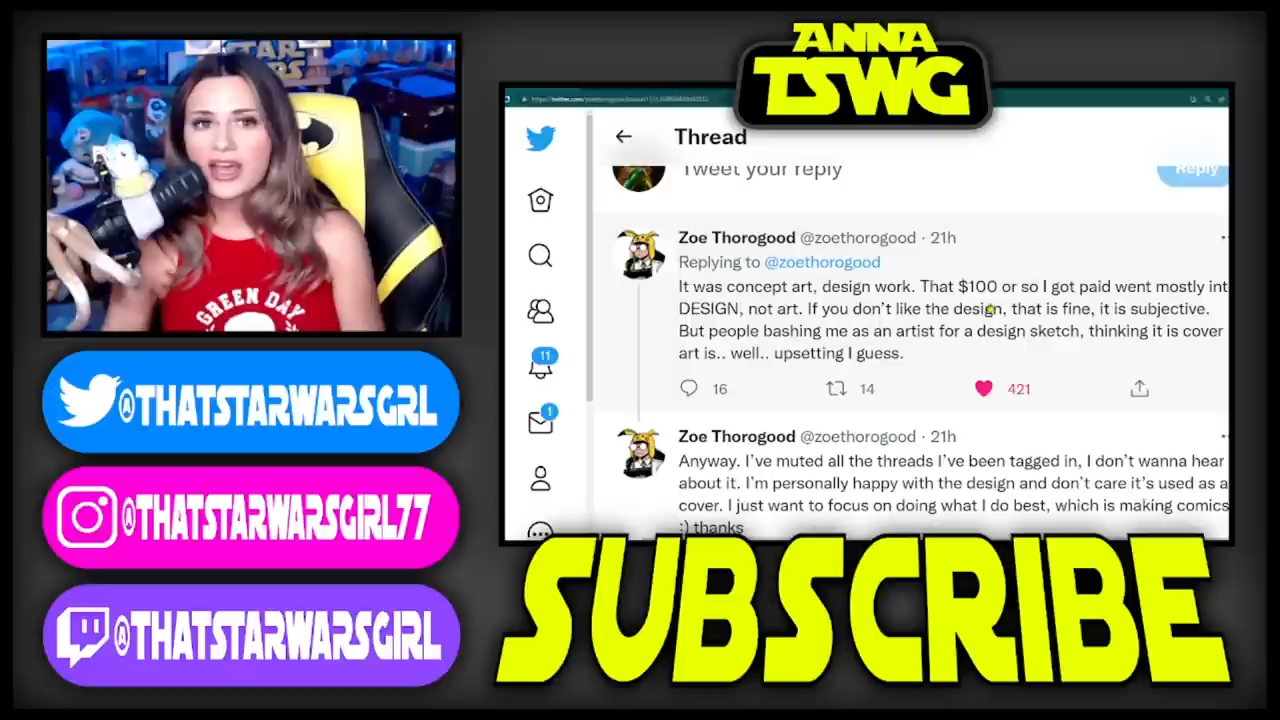 ANNA
TSWG
STAR
WARS
GREEN DAY
Thread
Tweet your reply
Reply
Zoe Thorogood @zoethorogood · 21h
Replying to @zoethorogood
It was concept art, design work. That $100 or so I got paid went mostly int
DESIGN, not art. If you don't like the design, that is fine, it is subjective.
But people bashing me as an artist for a design sketch, thinking it is cover
art is.. well.. upsetting I guess.
16 14 421
11
1
Zoe Thorogood @zoethorogood · 21h
Anyway. I've muted all the threads I've been tagged in, I don't wanna hear
about it. I'm personally happy with the design and don't care it's used as a
cover. I just want to focus on doing what I do best, which is making comics
:) thanks
@THATSTARWARSGRL
@THATSTARWARSGIRL77
@THATSTARWARSGIRL
SUBSCRIBE